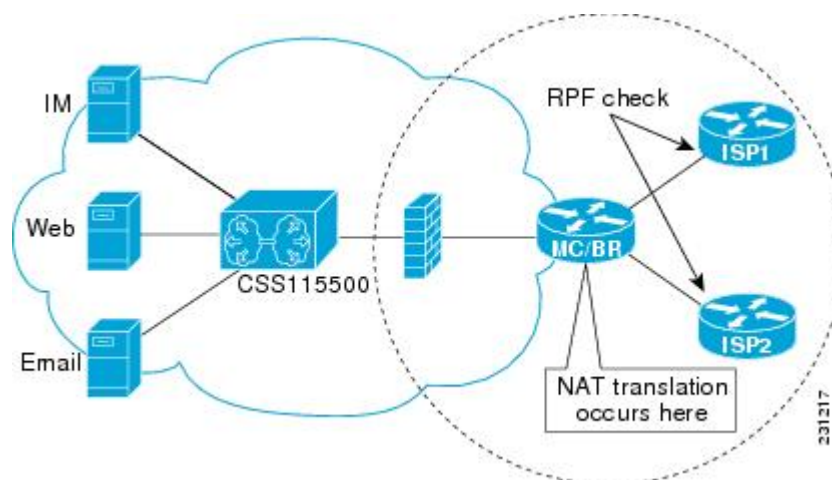 IM
Web
Email
CSS115500
RPF check
ISP1
MC/BR
ISP2
NAT translation
occurs here
231217